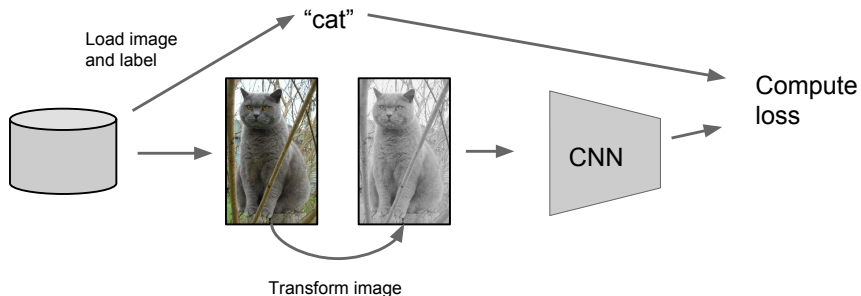 Load image
and label
“cat”
Compute
loss
CNN
Transform image